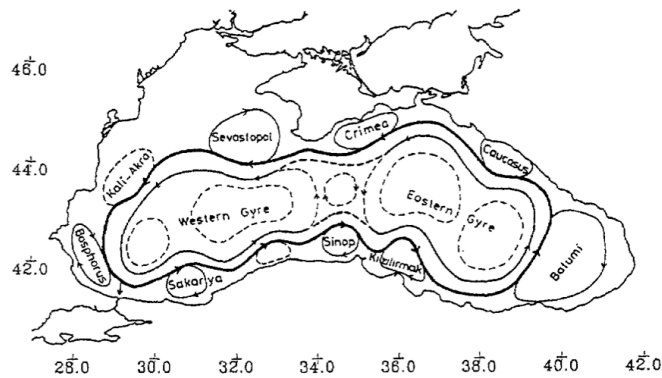 46.0
Sevastopol
Crimea
Caucasus
44.0
Kali-Akra
Western Gyre
Eastern Gyre
Bosphorus
Sinop
Batumi
42.0
Sakariya
Kizilirmak
28.0 30.0 32.0 34.0 36.0 38.0 40.0 42.0